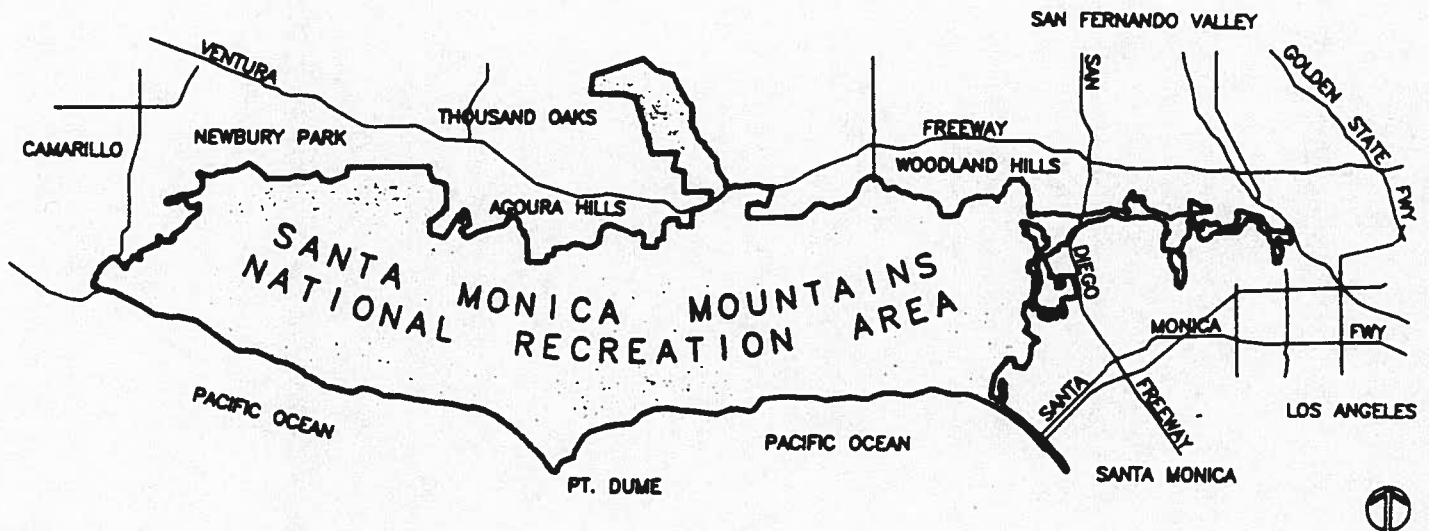 SAN FERNANDO VALLEY
VENTURA
SAN
GOLDEN
STATE
FWY
THOUSAND OAKS
FREEWAY
NEWBURY PARK
CAMARILLO
WOODLAND HILLS
AGOURA HILLS
SANTA MONICA MOUNTAINS
NATIONAL RECREATION AREA
DIEGO
MONICA
FWY
SANTA
FREEWAY
PACIFIC OCEAN
PACIFIC OCEAN
LOS ANGELES
PT. DUME
SANTA MONICA